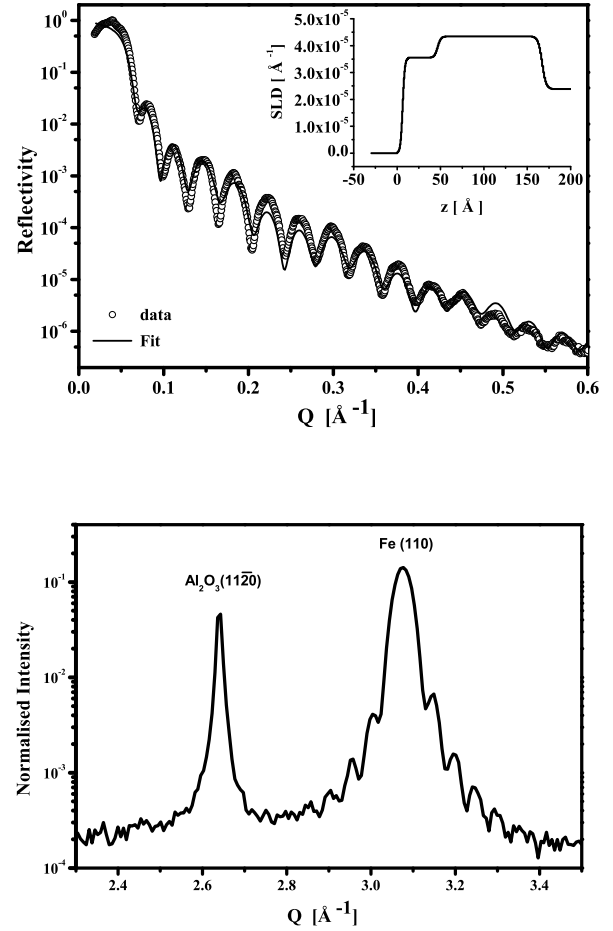 10⁰
10⁻¹
10⁻²
10⁻³
10⁻⁴
10⁻⁵
10⁻⁶
Reflectivity
0.0 0.1 0.2 0.3 0.4 0.5 0.6
Q [Å⁻¹]
data
Fit
5.0x10⁻⁵
4.0x10⁻⁵
3.0x10⁻⁵
2.0x10⁻⁵
1.0x10⁻⁵
0.0
SLD [Å⁻¹]
-50 0 50 100 150 200
z [ Å ]
Fe (110)
Al₂O₃(112̅0)
10⁻¹
10⁻²
10⁻³
10⁻⁴
Normalised Intensity
2.4 2.6 2.8 3.0 3.2 3.4
Q [Å⁻¹]